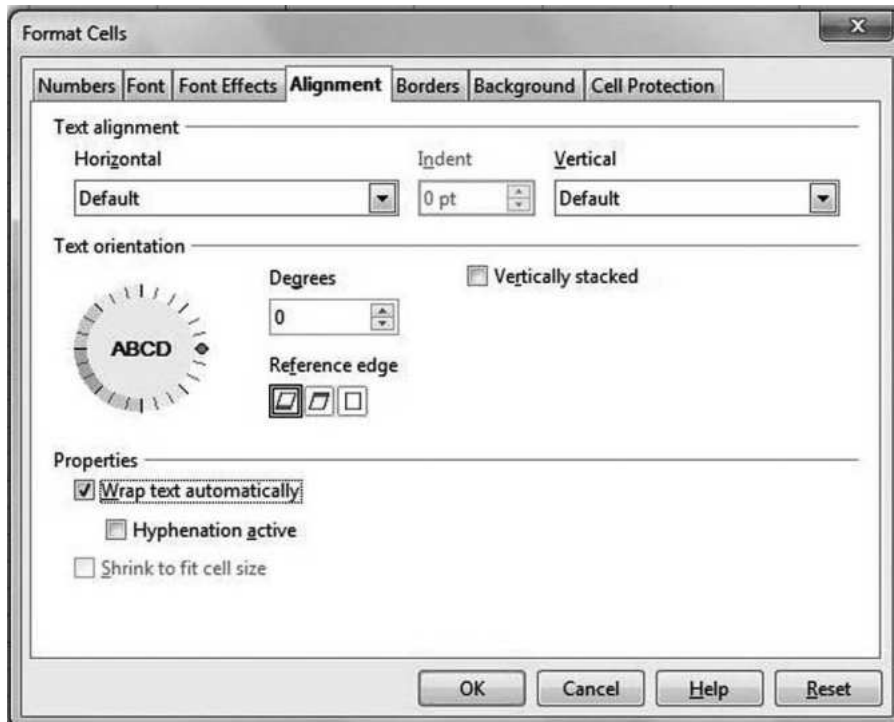 Format Cells
X
Numbers Font Font Effects Alignment Borders Background Cell Protection
Text alignment
Horizontal Indent Vertical
Default 0 pt Default
Text orientation
Degrees Vertically stacked
ABCD 0
Reference edge
Properties
Wrap text automatically
Hyphenation active
Shrink to fit cell size
OK Cancel Help Reset